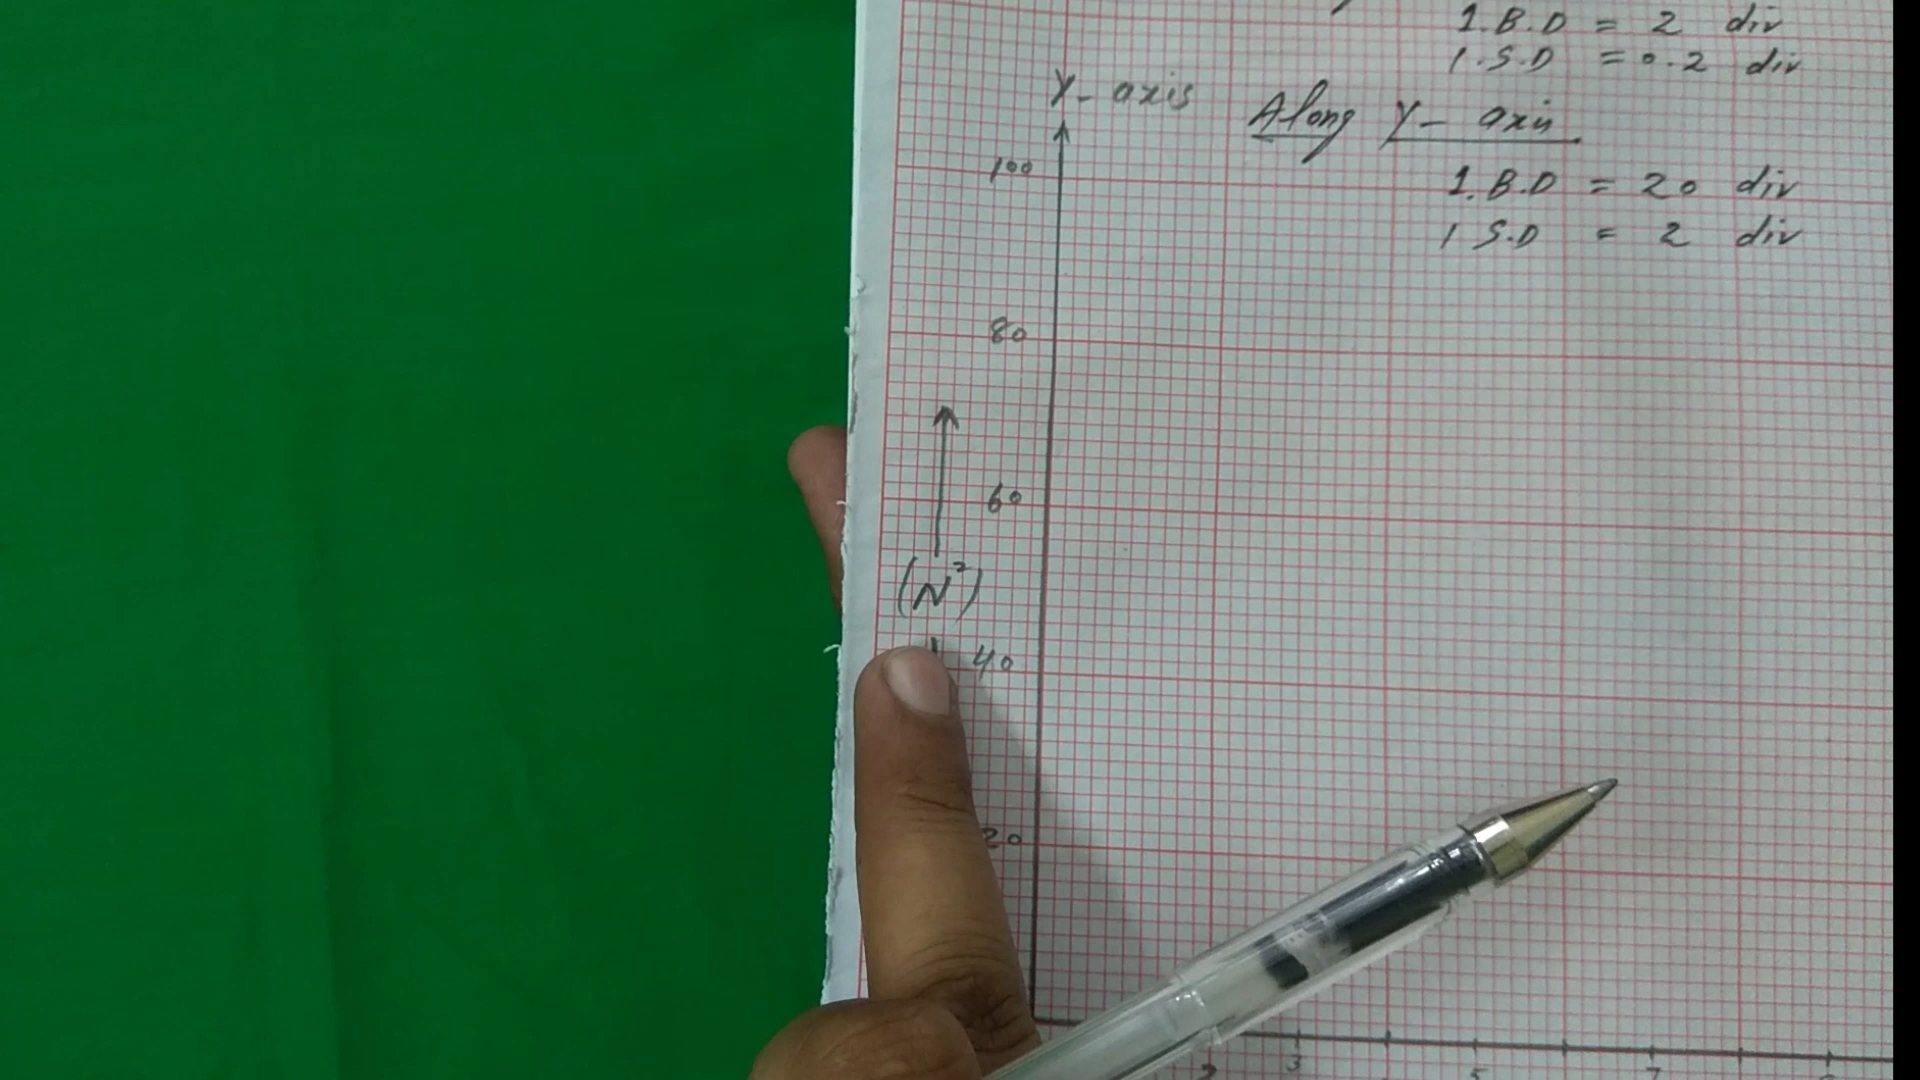 1.B.D = 2 div
1.S.D = 0.2 div
Y- axis
Along Y- axis
100
1.B.D = 20 div
1 S.D = 2 div
80
60
(N²)
40
20
2 3 5 7